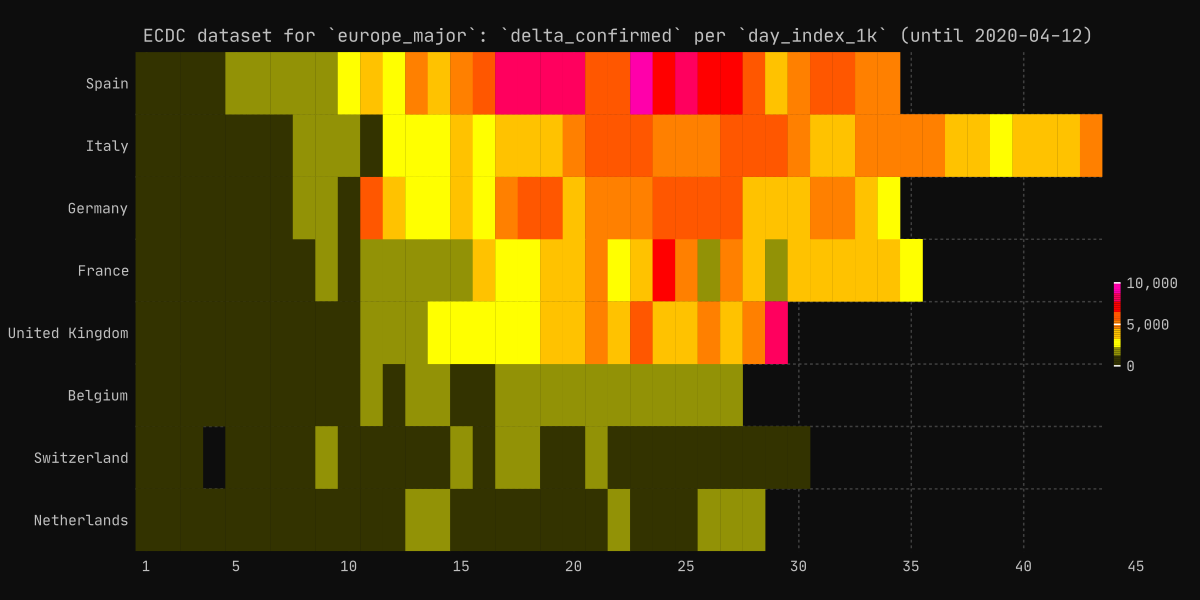 ECDC dataset for `europe_major`: `delta_confirmed` per `day_index_1k` (until 2020-04-12)
Spain
Italy
Germany
France
United Kingdom
Belgium
Switzerland
Netherlands
1 5 10 15 20 25 30 35 40 45
10,000
5,000
0